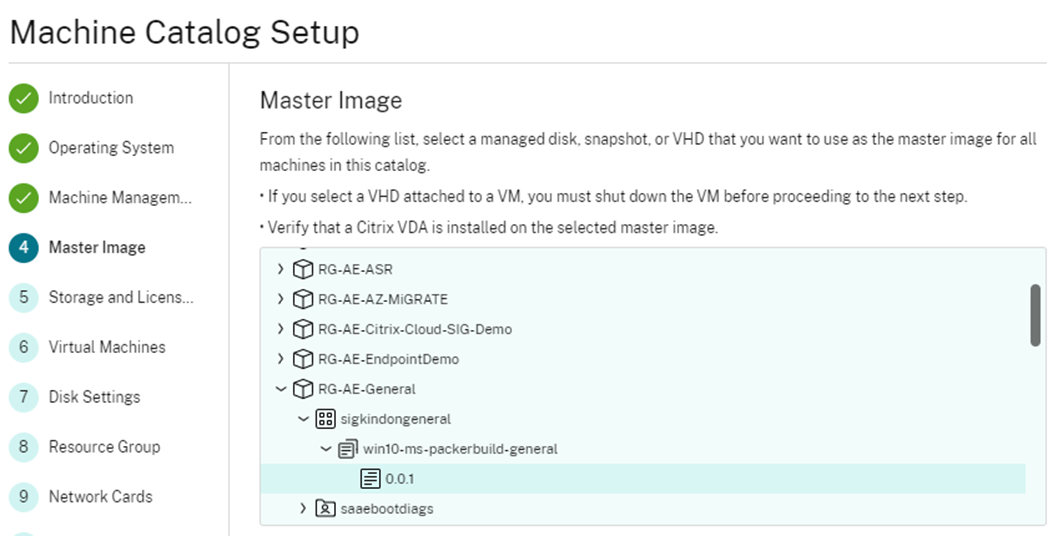 Machine Catalog Setup
Introduction
Operating System
Machine Managem...
4 Master Image
5 Storage and Licens...
6 Virtual Machines
7 Disk Settings
8 Resource Group
9 Network Cards
Master Image
From the following list, select a managed disk, snapshot, or VHD that you want to use as the master image for all
machines in this catalog.
• If you select a VHD attached to a VM, you must shut down the VM before proceeding to the next step.
• Verify that a Citrix VDA is installed on the selected master image.
RG-AE-ASR
RG-AE-AZ-MiGRATE
RG-AE-Citrix-Cloud-SIG-Demo
RG-AE-EndpointDemo
RG-AE-General
sigkindongeneral
win10-ms-packerbuild-general
0.0.1
saaebootdiags